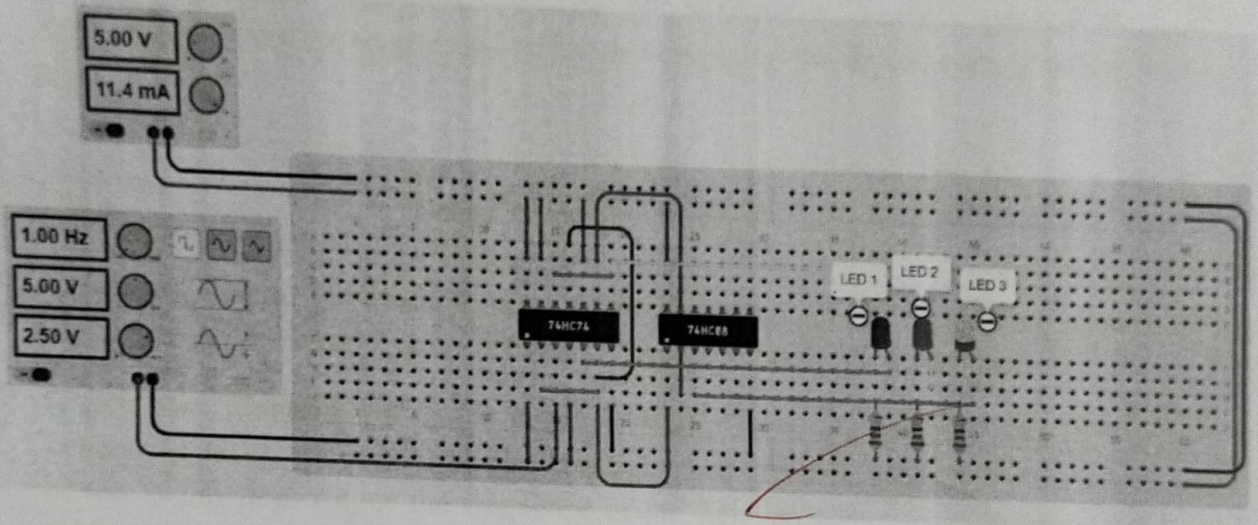 5.00 V
11.4 mA
1.00 Hz
5.00 V
2.50 V
LED 1
LED 2
LED 3
74HC74
74HC08